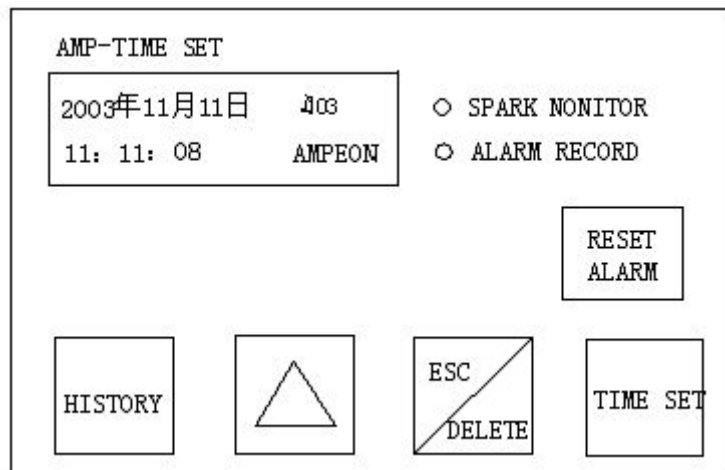 AMP-TIME SET
2003年11月11日
SPARK NONITOR
11: 11: 08 AMPEON
ALARM RECORD
RESET
ALARM
HISTORY
ESC
DELETE
TIME SET